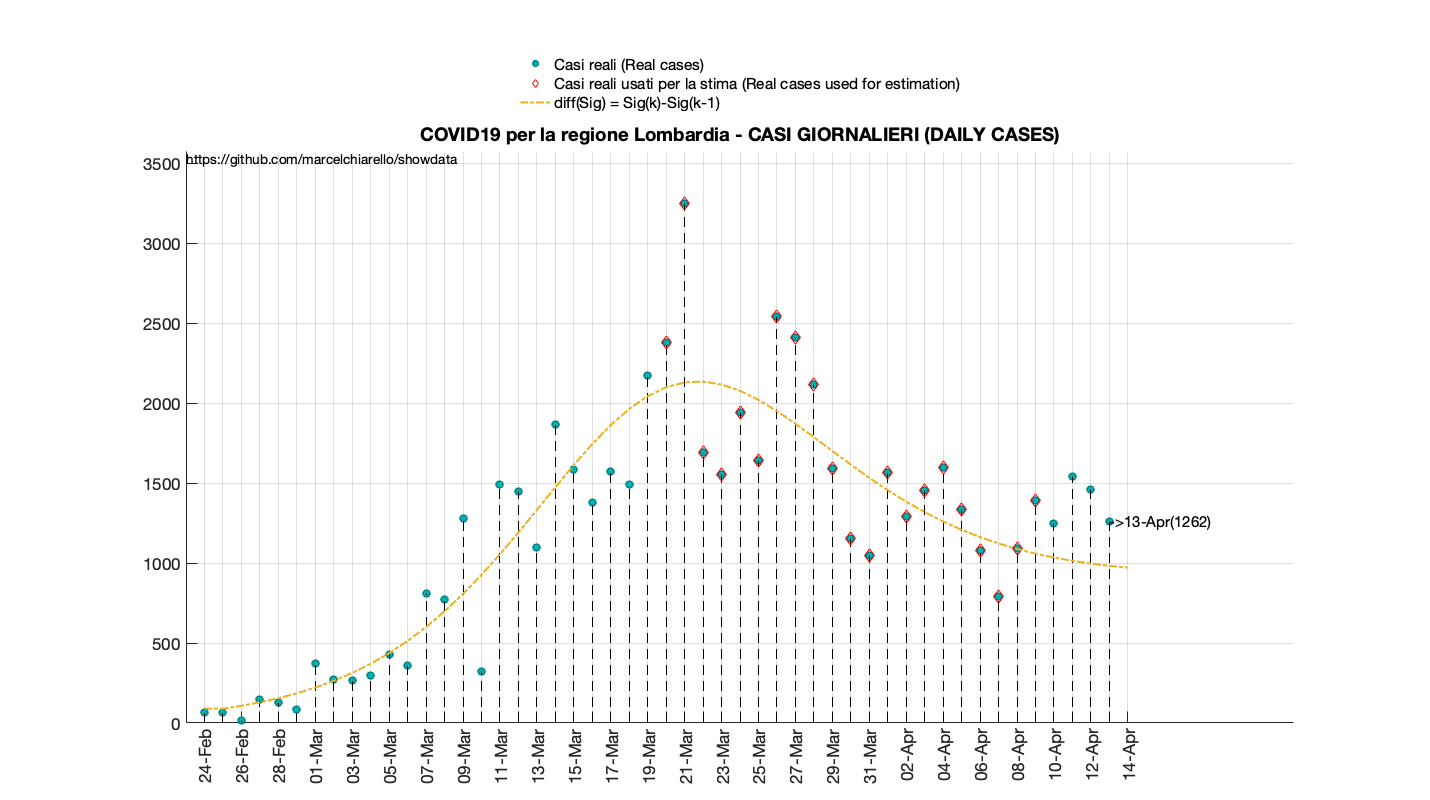 Casi reali (Real cases)
Casi reali usati per la stima (Real cases used for estimation)
diff(Sig) = Sig(k)-Sig(k-1)
COVID19 per la regione Lombardia - CASI GIORNALIERI (DAILY CASES)
https://github.com/marcelchiarello/showdata
3500
3000
2500
2000
1500
1000
500
0
->13-Apr(1262)
24-Feb
26-Feb
28-Feb
01-Mar
03-Mar
05-Mar
07-Mar
09-Mar
11-Mar
13-Mar
15-Mar
17-Mar
19-Mar
21-Mar
23-Mar
25-Mar
27-Mar
29-Mar
31-Mar
02-Apr
04-Apr
06-Apr
08-Apr
10-Apr
12-Apr
14-Apr